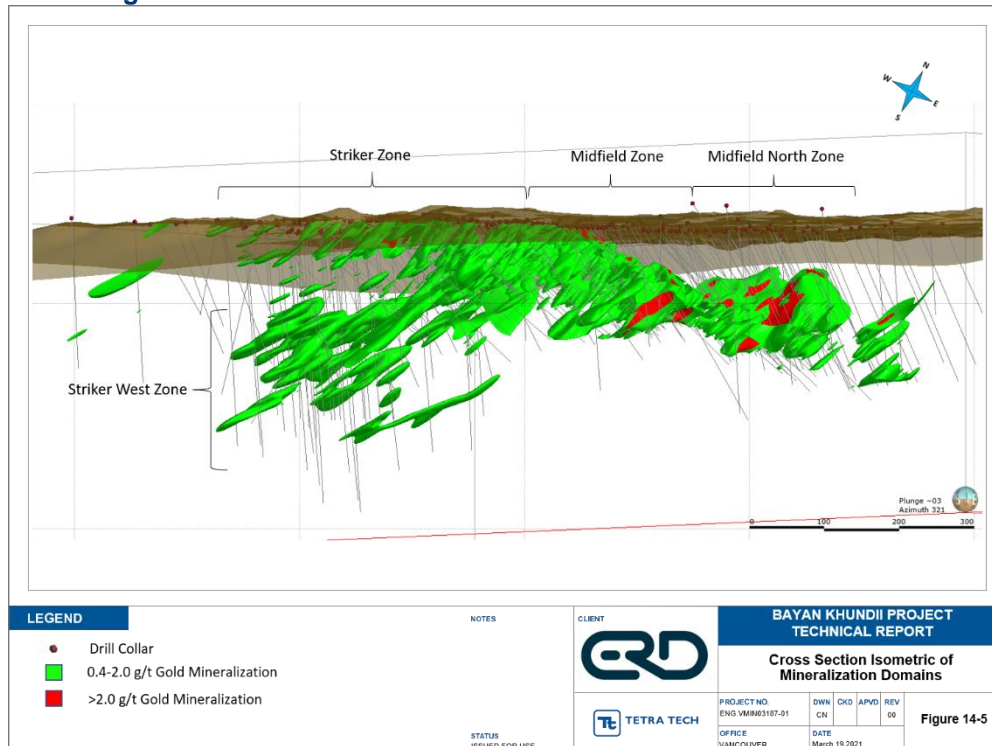 N
W
E
S
Striker Zone
Midfield Zone
Midfield North Zone
Striker West Zone
Plunge −03
Azimuth 321
0 100 200 300
LEGEND
Drill Collar
0.4-2.0 g/t Gold Mineralization
>2.0 g/t Gold Mineralization
NOTES
STATUS
ISSUED FOR USE
CLIENT
ERD
Tt TETRA TECH
BAYAN KHUNDII PROJECT
TECHNICAL REPORT
Cross Section Isometric of
Mineralization Domains
PROJECT NO.
ENG.VMIN03187-01
DWN CKD APVD REV
CN 00
OFFICE
VANCOUVER
DATE
March 19,2021
Figure 14-5